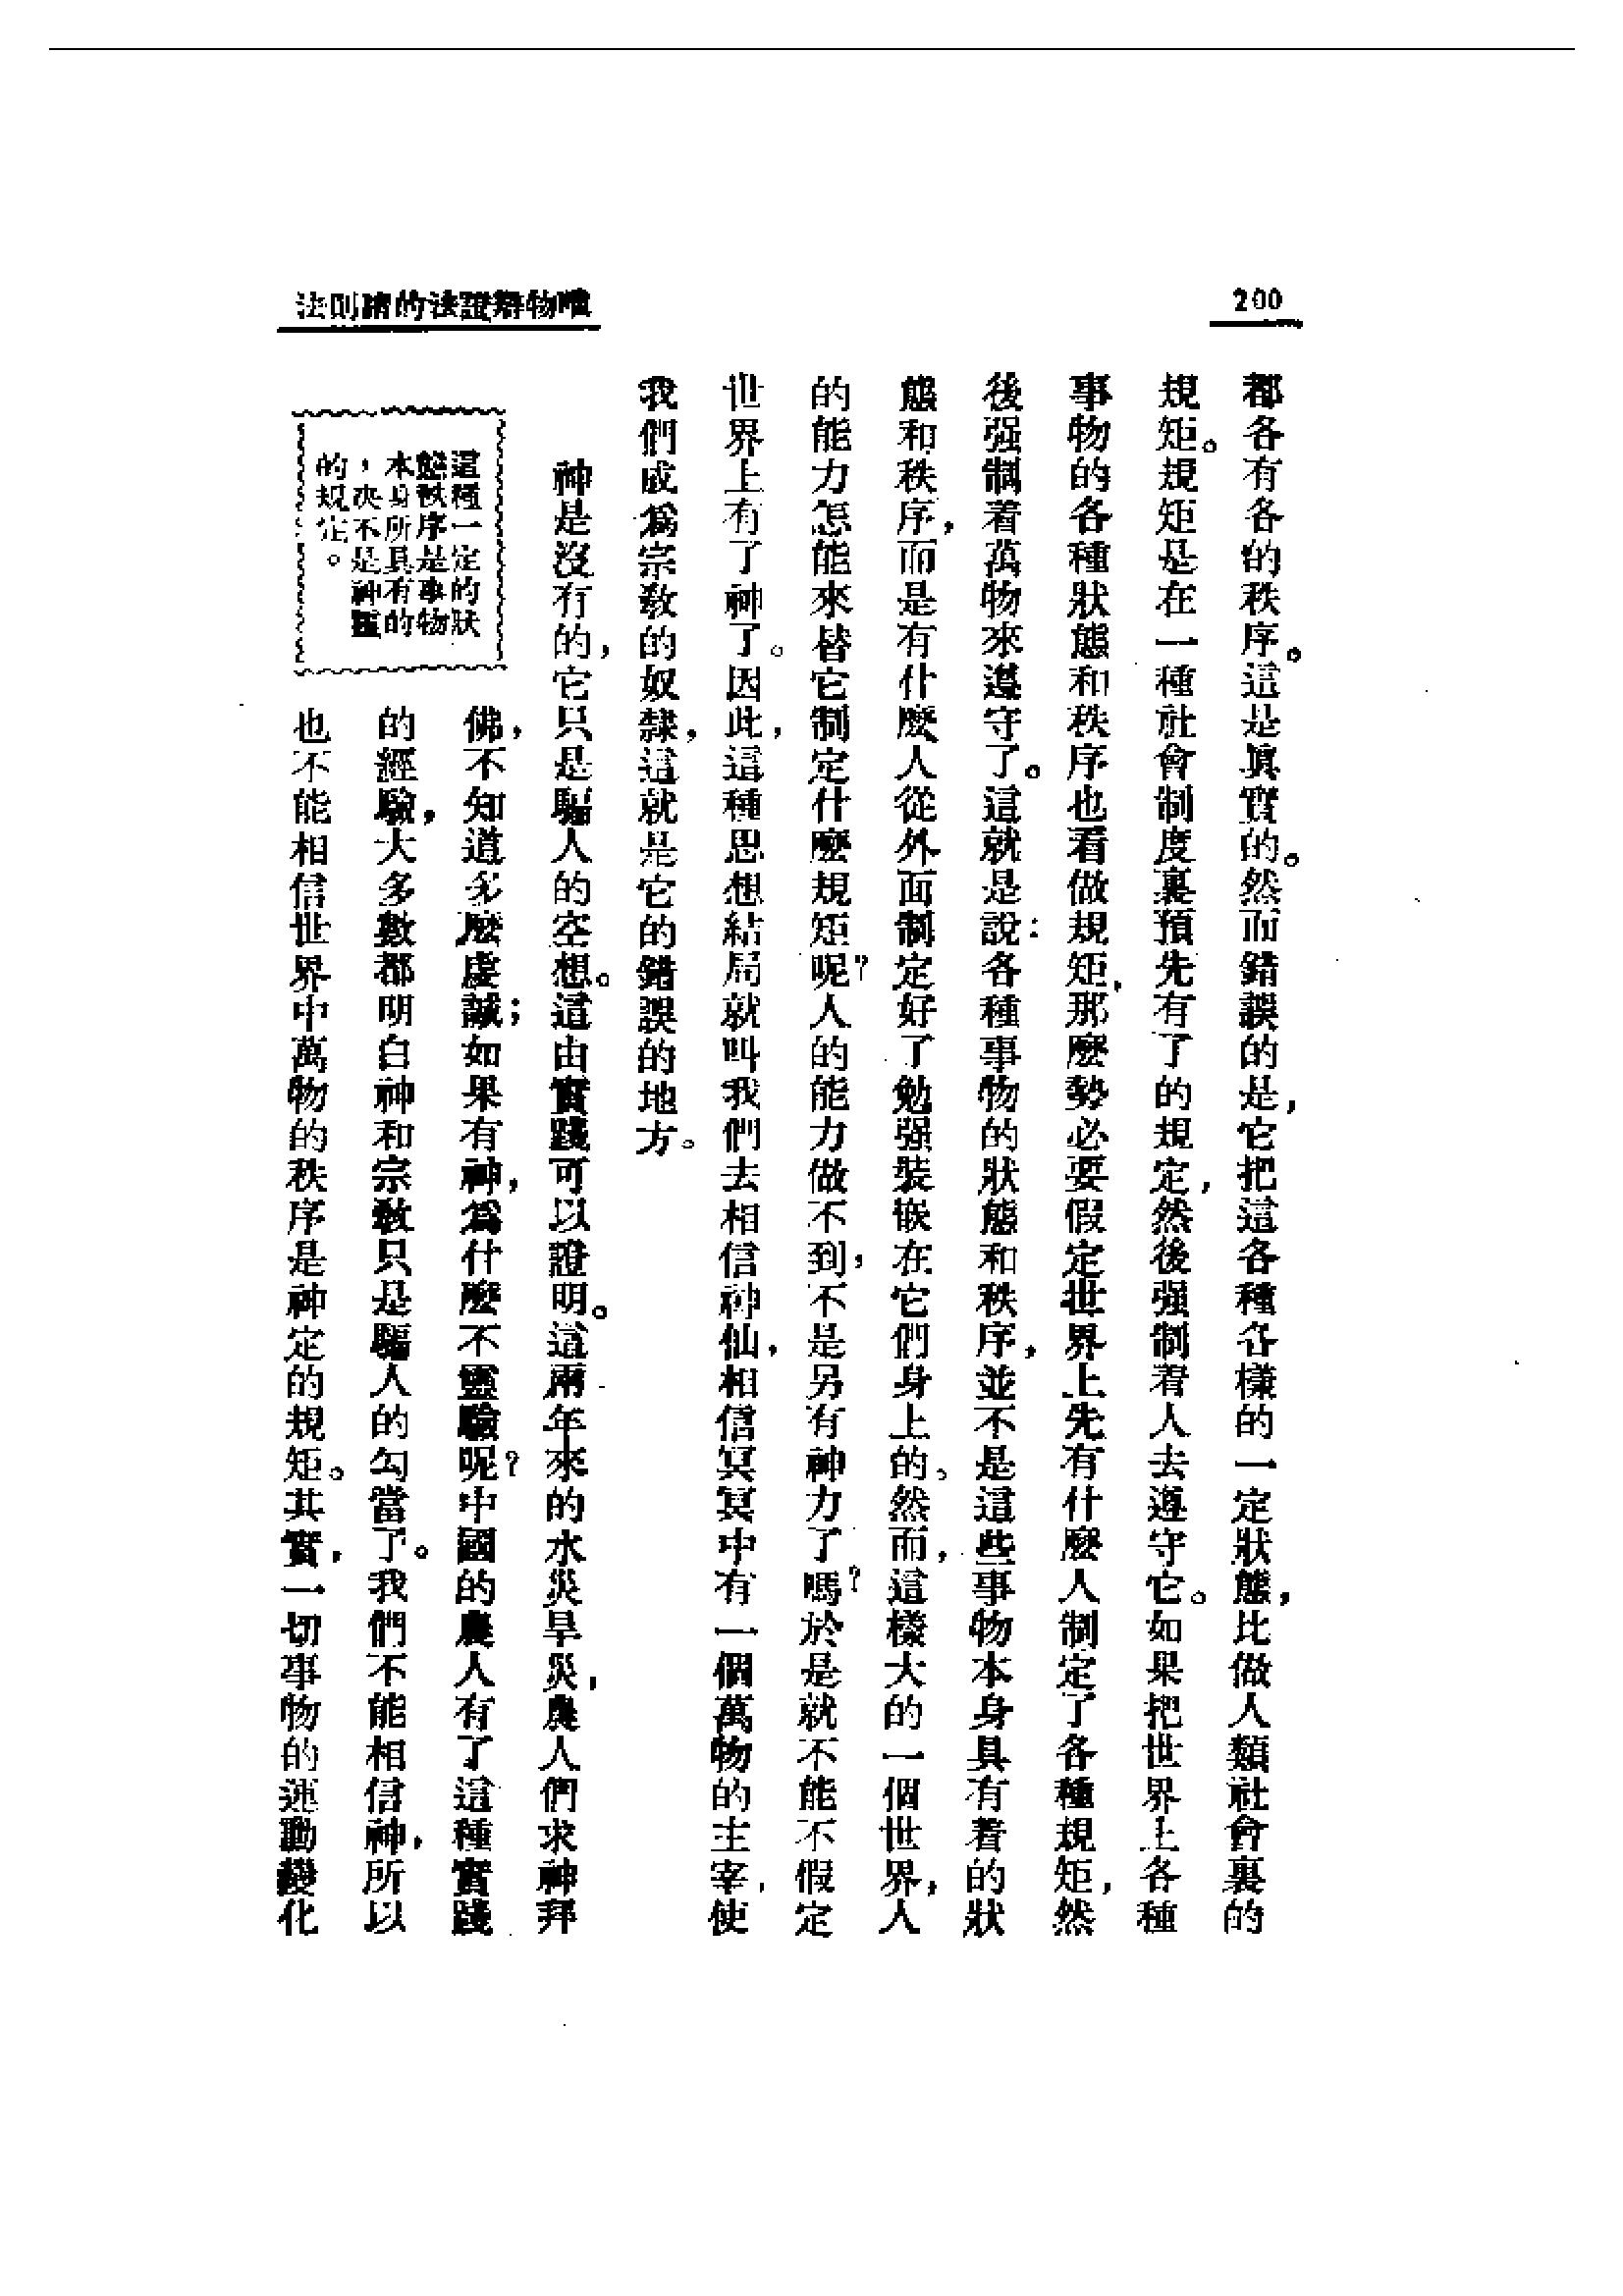 200
唯物辯證法的諸則法
都各有各的秩序。這是眞實的。然而錯誤的是，它把這各種各樣的一定狀態，比做人類社會裏的
規矩。規矩是在一種社會制度裏預先有了的規定，然後强制着人去遵守它。如果把世界上各種
事物的各種狀態和秩序也看做規矩，那麽勢必要假定世界上先有什麽人制定了各種規矩，然
後强制着萬物來遵守了。這就是說：各種事物的狀態和秩序，並不是這些事物本身具有着的狀
態和秩序，而是有什麽人從外面制定好了勉强裝嵌在它們身上的。然而，這樣大的一個世界，人
的能力怎能來替它制定什麽規矩呢？人的能力做不到，不是另有神力了嗎？於是就不能不假定
世界上有了神了。因此，這種思想結局就叫我們去相信神仙，相信冥冥中有一個萬物的主宰，使
我們成爲宗敎的奴隸，這就是它的錯誤的地方。
神是沒有的，它只是騙人的空想。這由實踐可以證明。這兩年來的水災旱災，農人們求神拜
佛，不知道多麽虔誠；如果有神，爲什麽不靈驗呢？中國的農人有了這種實踐
的經驗，大多數都明白神和宗敎只是騙人的勾當了。我們不能相信神，所以
也不能相信世界中萬物的秩序是神定的規矩。其實，一切事物的運動變化
這種一定的狀
態秩序是事物
本身所具有的
，決不是神
的規定。